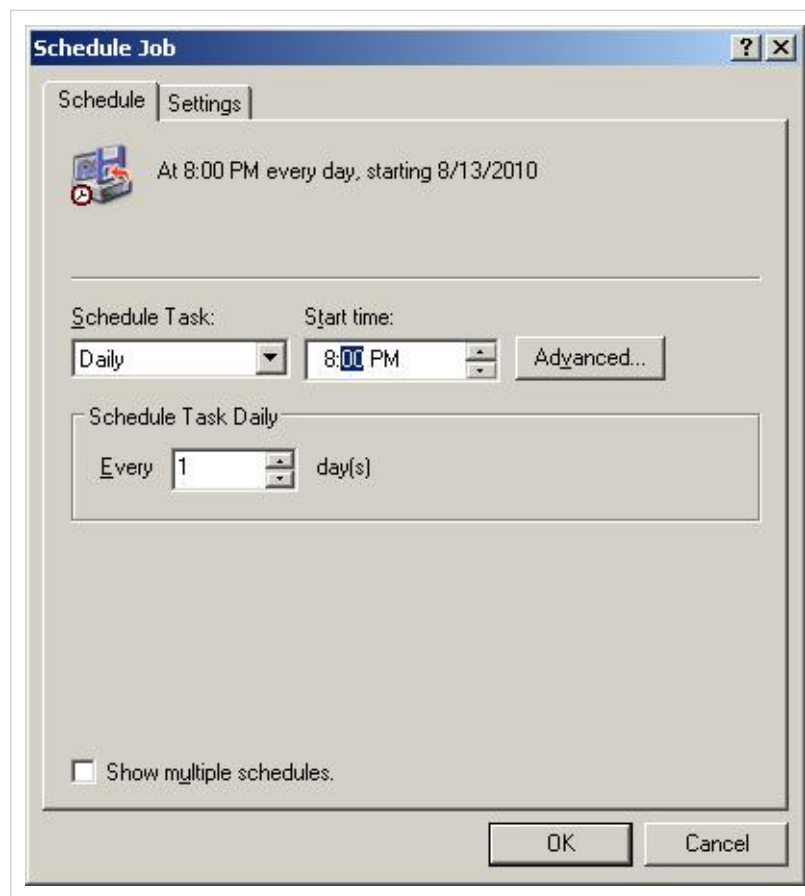 Schedule Job
Schedule Settings
At 8:00 PM every day, starting 8/13/2010
Schedule Task: Start time:
Daily 8:00 PM Advanced...
Schedule Task Daily
Every 1 day(s)
Show multiple schedules.
OK Cancel